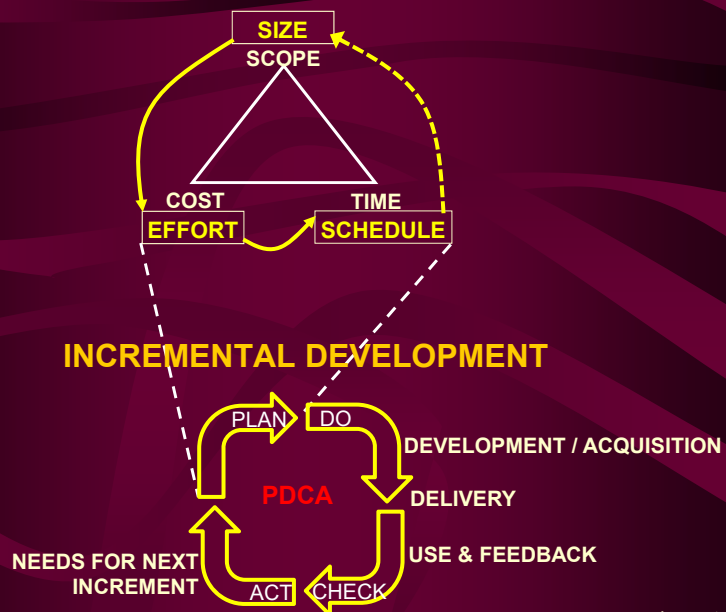 SIZE
SCOPE
COST
TIME
EFFORT
SCHEDULE
INCREMENTAL DEVELOPMENT
PLAN
DO
DEVELOPMENT / ACQUISITION
PDCA
DELIVERY
USE & FEEDBACK
NEEDS FOR NEXT
INCREMENT
ACT
CHECK